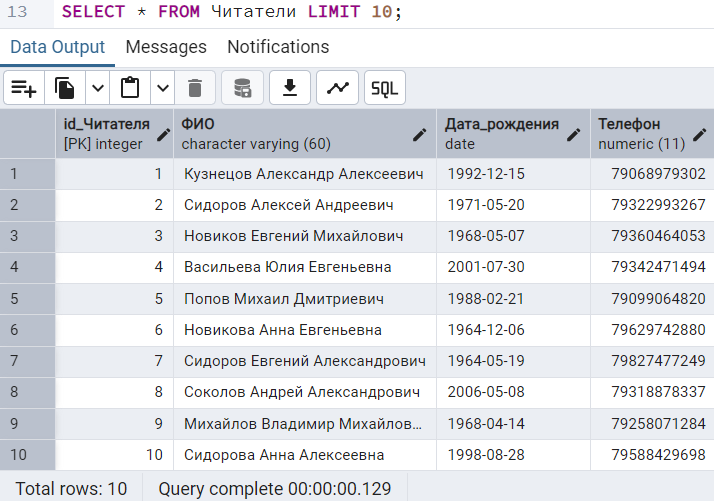 13 SELECT * FROM Читатели LIMIT 10;
Data Output Messages Notifications
SQL
id_Читателя ФИО Дата_рождения Телефон
[PK] integer character varying (60) date numeric (11)
1 1 Кузнецов Александр Алексеевич 1992-12-15 79068979302
2 2 Сидоров Алексей Андреевич 1971-05-20 79322993267
3 3 Новиков Евгений Михайлович 1968-05-07 79360464053
4 4 Васильева Юлия Евгеньевна 2001-07-30 79342471494
5 5 Попов Михаил Дмитриевич 1988-02-21 79099064820
6 6 Новикова Анна Евгеньевна 1964-12-06 79629742880
7 7 Сидоров Евгений Александрович 1964-05-19 79827477249
8 8 Соколов Андрей Александрович 2006-05-08 79318878337
9 9 Михайлов Владимир Михайлов... 1968-04-14 79258071284
10 10 Сидорова Анна Алексеевна 1998-08-28 79588429698
Total rows: 10 Query complete 00:00:00.129